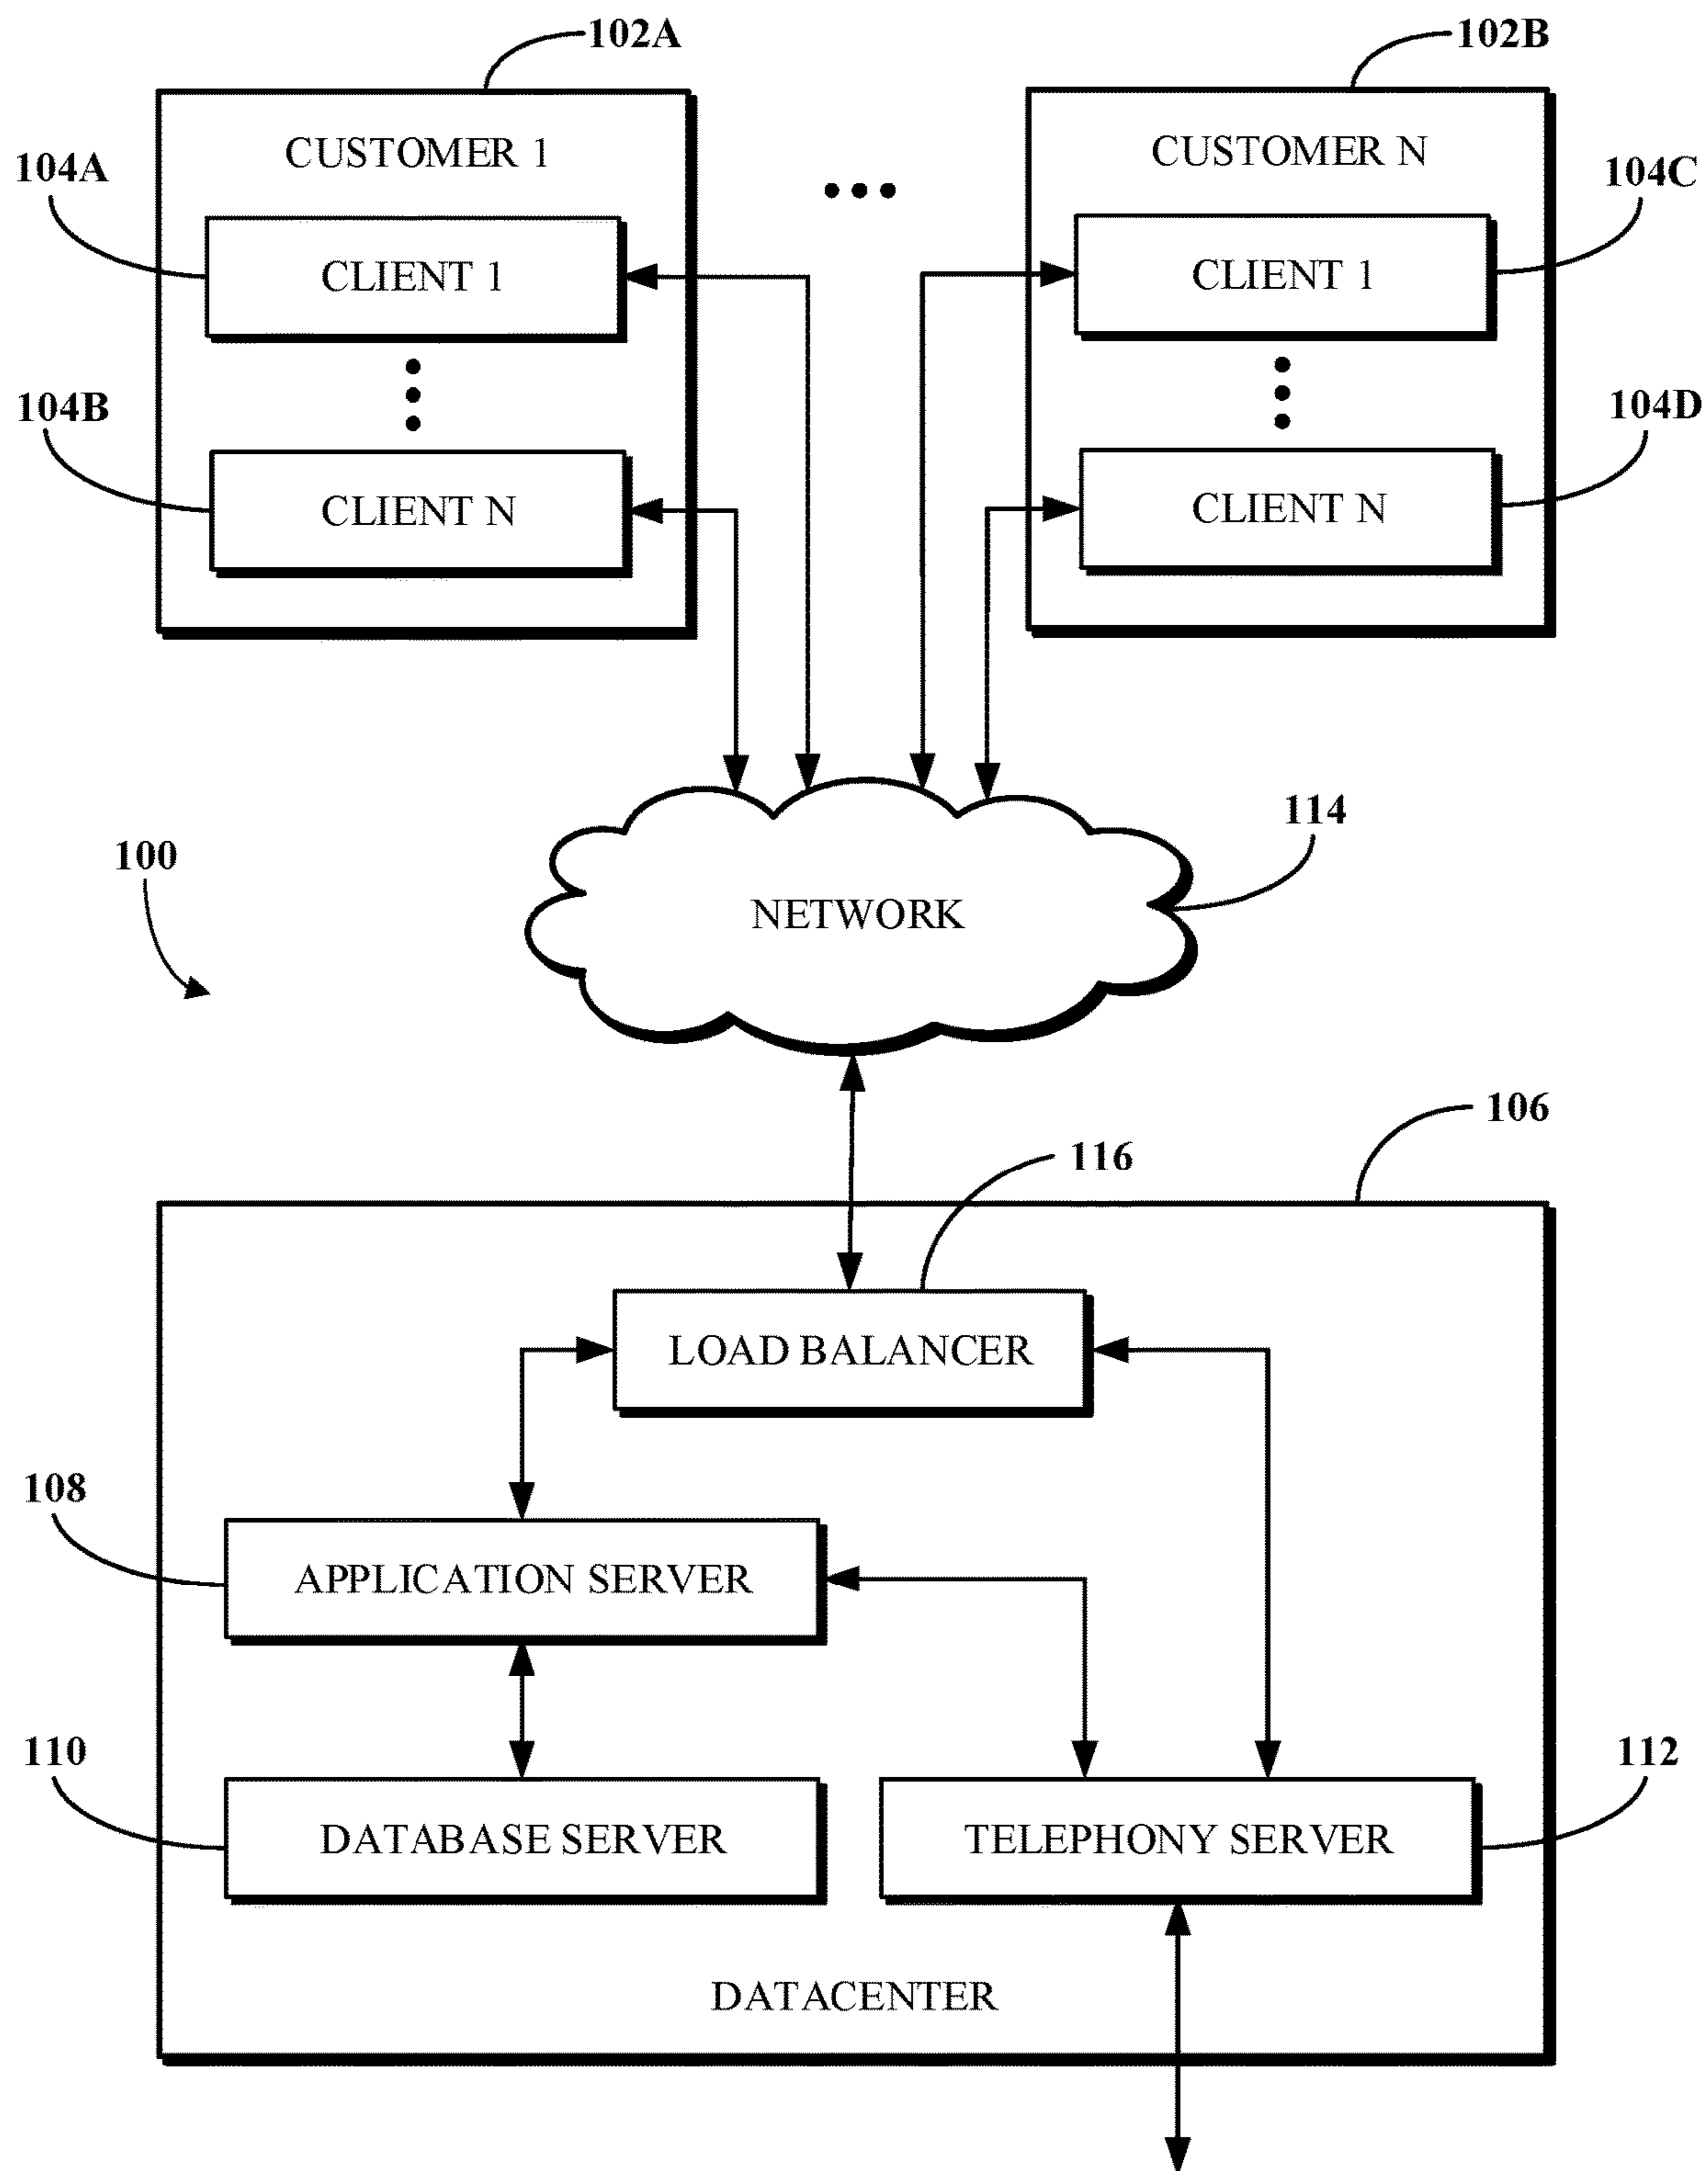 102A
102B
CUSTOMER 1
CUSTOMER N
104A
104C
CLIENT 1
CLIENT 1
104B
104D
CLIENT N
CLIENT N
114
100
NETWORK
106
116
LOAD BALANCER
108
APPLICATION SERVER
110
112
DATABASE SERVER
TELEPHONY SERVER
DATACENTER